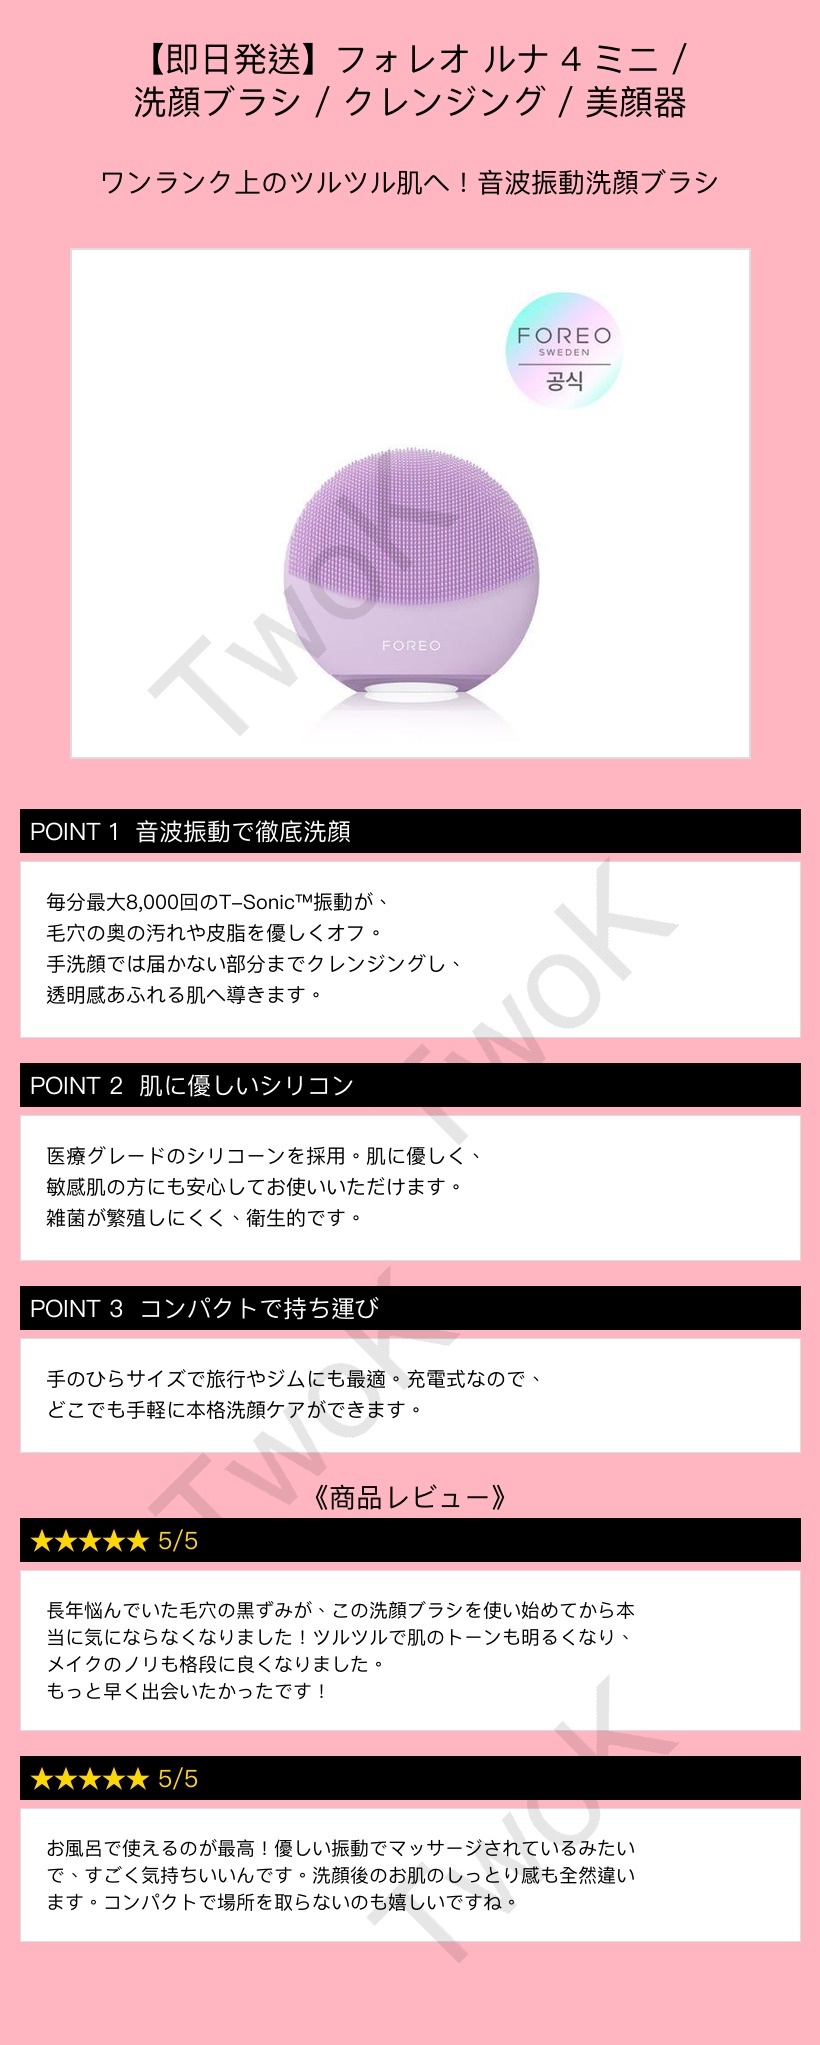 【即日発送】フォレオ ルナ 4 ミニ /
洗顔ブラシ / クレンジング / 美顔器
ワンランク上のツルツル肌へ！音波振動洗顔ブラシ
FOREO
SWEDEN
공식
FOREO
TwoK
POINT 1 音波振動で徹底洗顔
毎分最大8,000回のT-Sonic™振動が、
毛穴の奥の汚れや皮脂を優しくオフ。
手洗顔では届かない部分までクレンジングし、
透明感あふれる肌へ導きます。
TwoK
POINT 2 肌に優しいシリコン
医療グレードのシリコーンを採用。肌に優しく、
敏感肌の方にも安心してお使いいただけます。
雑菌が繁殖しにくく、衛生的です。
POINT 3 コンパクトで持ち運び
手のひらサイズで旅行やジムにも最適。充電式なので、
どこでも手軽に本格洗顔ケアができます。
TwoK
《商品レビュー》
★★★★★ 5/5
長年悩んでいた毛穴の黒ずみが、この洗顔ブラシを使い始めてから本
当に気にならなくなりました！ツルツルで肌のトーンも明るくなり、
メイクのノリも格段に良くなりました。
もっと早く出会いたかったです！
★★★★★ 5/5
お風呂で使えるのが最高！優しい振動でマッサージされているみたい
で、すごく気持ちいいんです。洗顔後のお肌のしっとり感も全然違い
ます。コンパクトで場所を取らないのも嬉しいですね。
TwoK